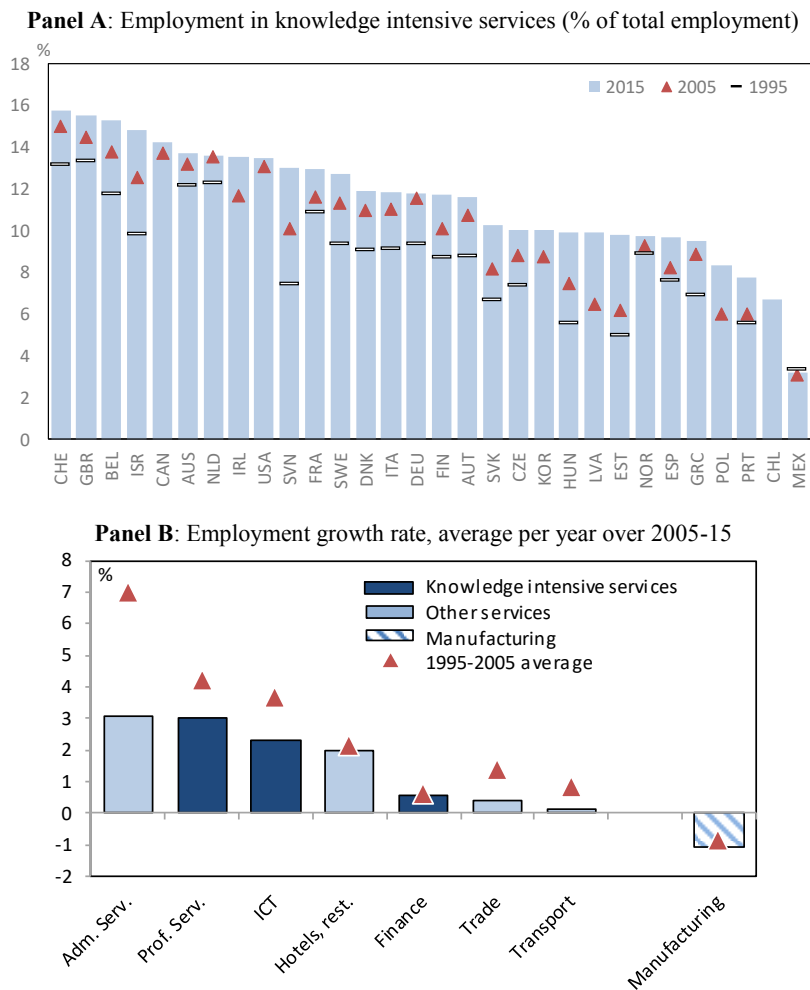 Panel A: Employment in knowledge intensive services (% of total employment)
%
18
16
14
12
10
8
6
4
2
0
2015 2005 1995
CHE GBR BEL ISR CAN AUS NLD IRL USA SVN FRA SWE DNK ITA DEU FIN AUT SVK CZE KOR HUN LVA EST NOR ESP GRC POL PRT CHL MEX
Panel B: Employment growth rate, average per year over 2005-15
8
7
6
5
4
3
2
1
0
-1
-2
%
Knowledge intensive services
Other services
Manufacturing
1995-2005 average
Adm. Serv. Prof. Serv. ICT Hotels, rest. Finance Trade Transport Manufacturing